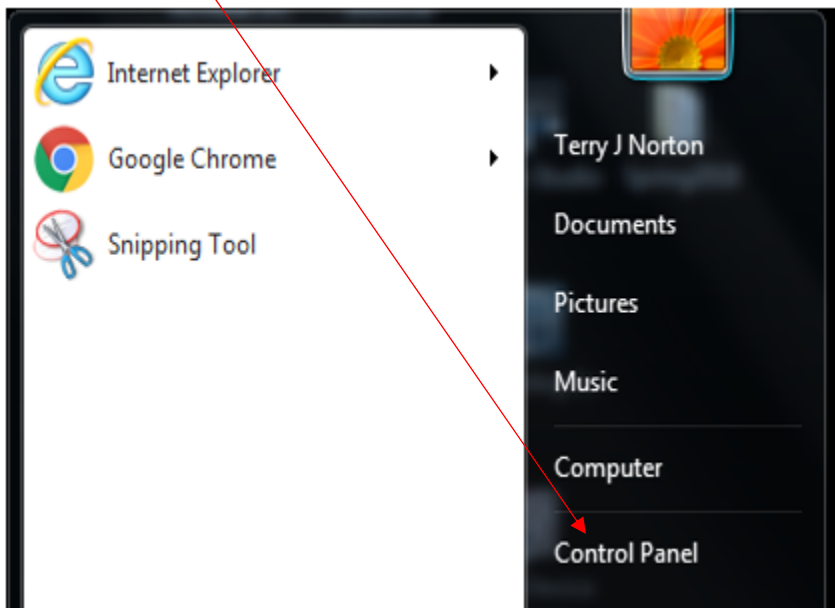 Internet Explorer
Google Chrome
Snipping Tool
Terry J Norton
Documents
Pictures
Music
Computer
Control Panel